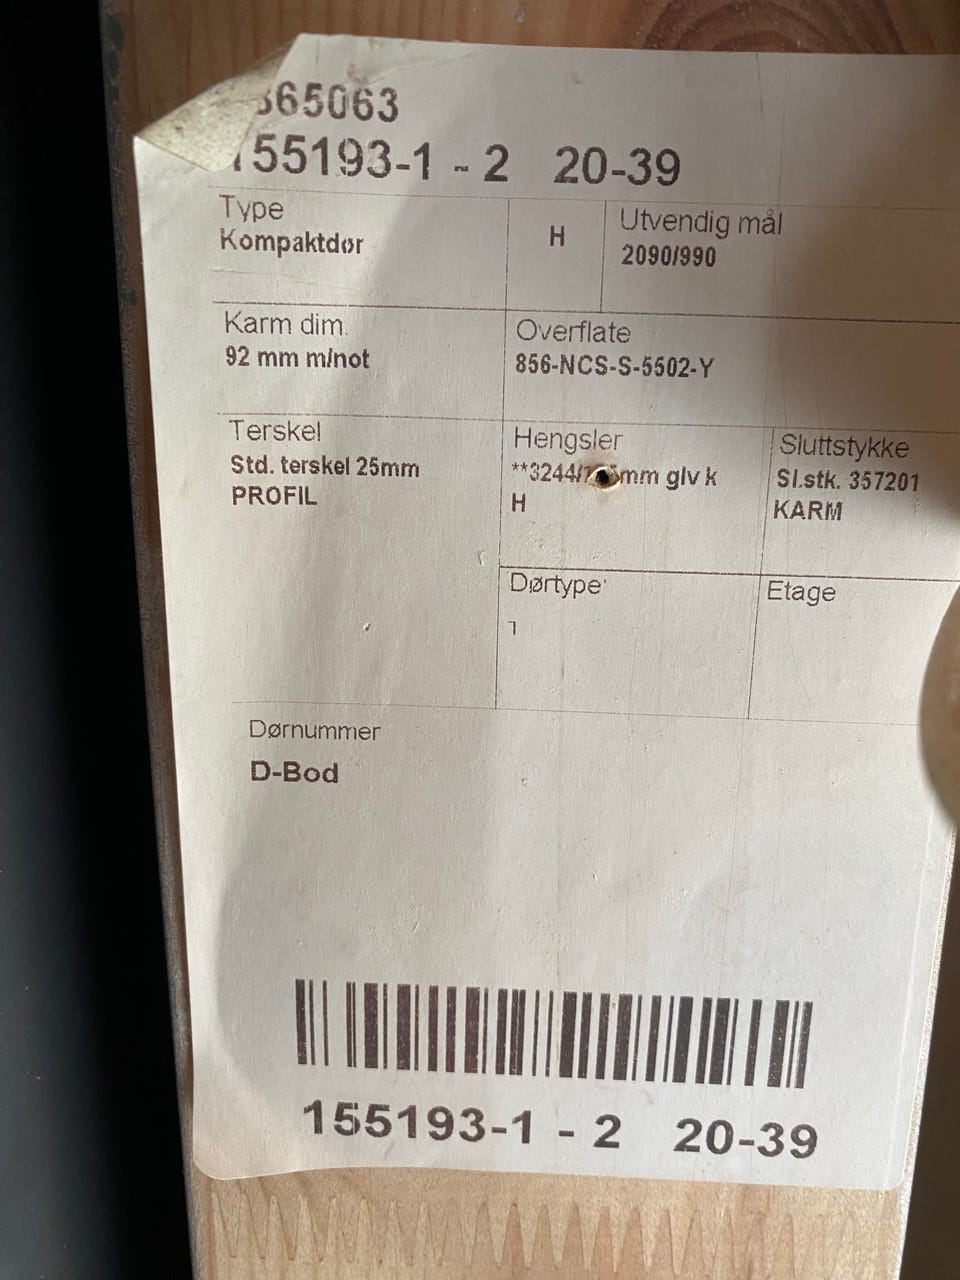 65063
155193-1 - 2 20-39
Type
Kompaktdør
H
Utvendig mål
2090/990
Karm dim.
92 mm m/not
Overflate
856-NCS-S-5502-Y
Terskel
Std. terskel 25mm
PROFIL
Hengsler
glv k
H
Sluttstykke
Sl.stk. 357201
KARM
Dørtype
Etage
Dørnummer
D-Bod
155193-1 - 2 20-39